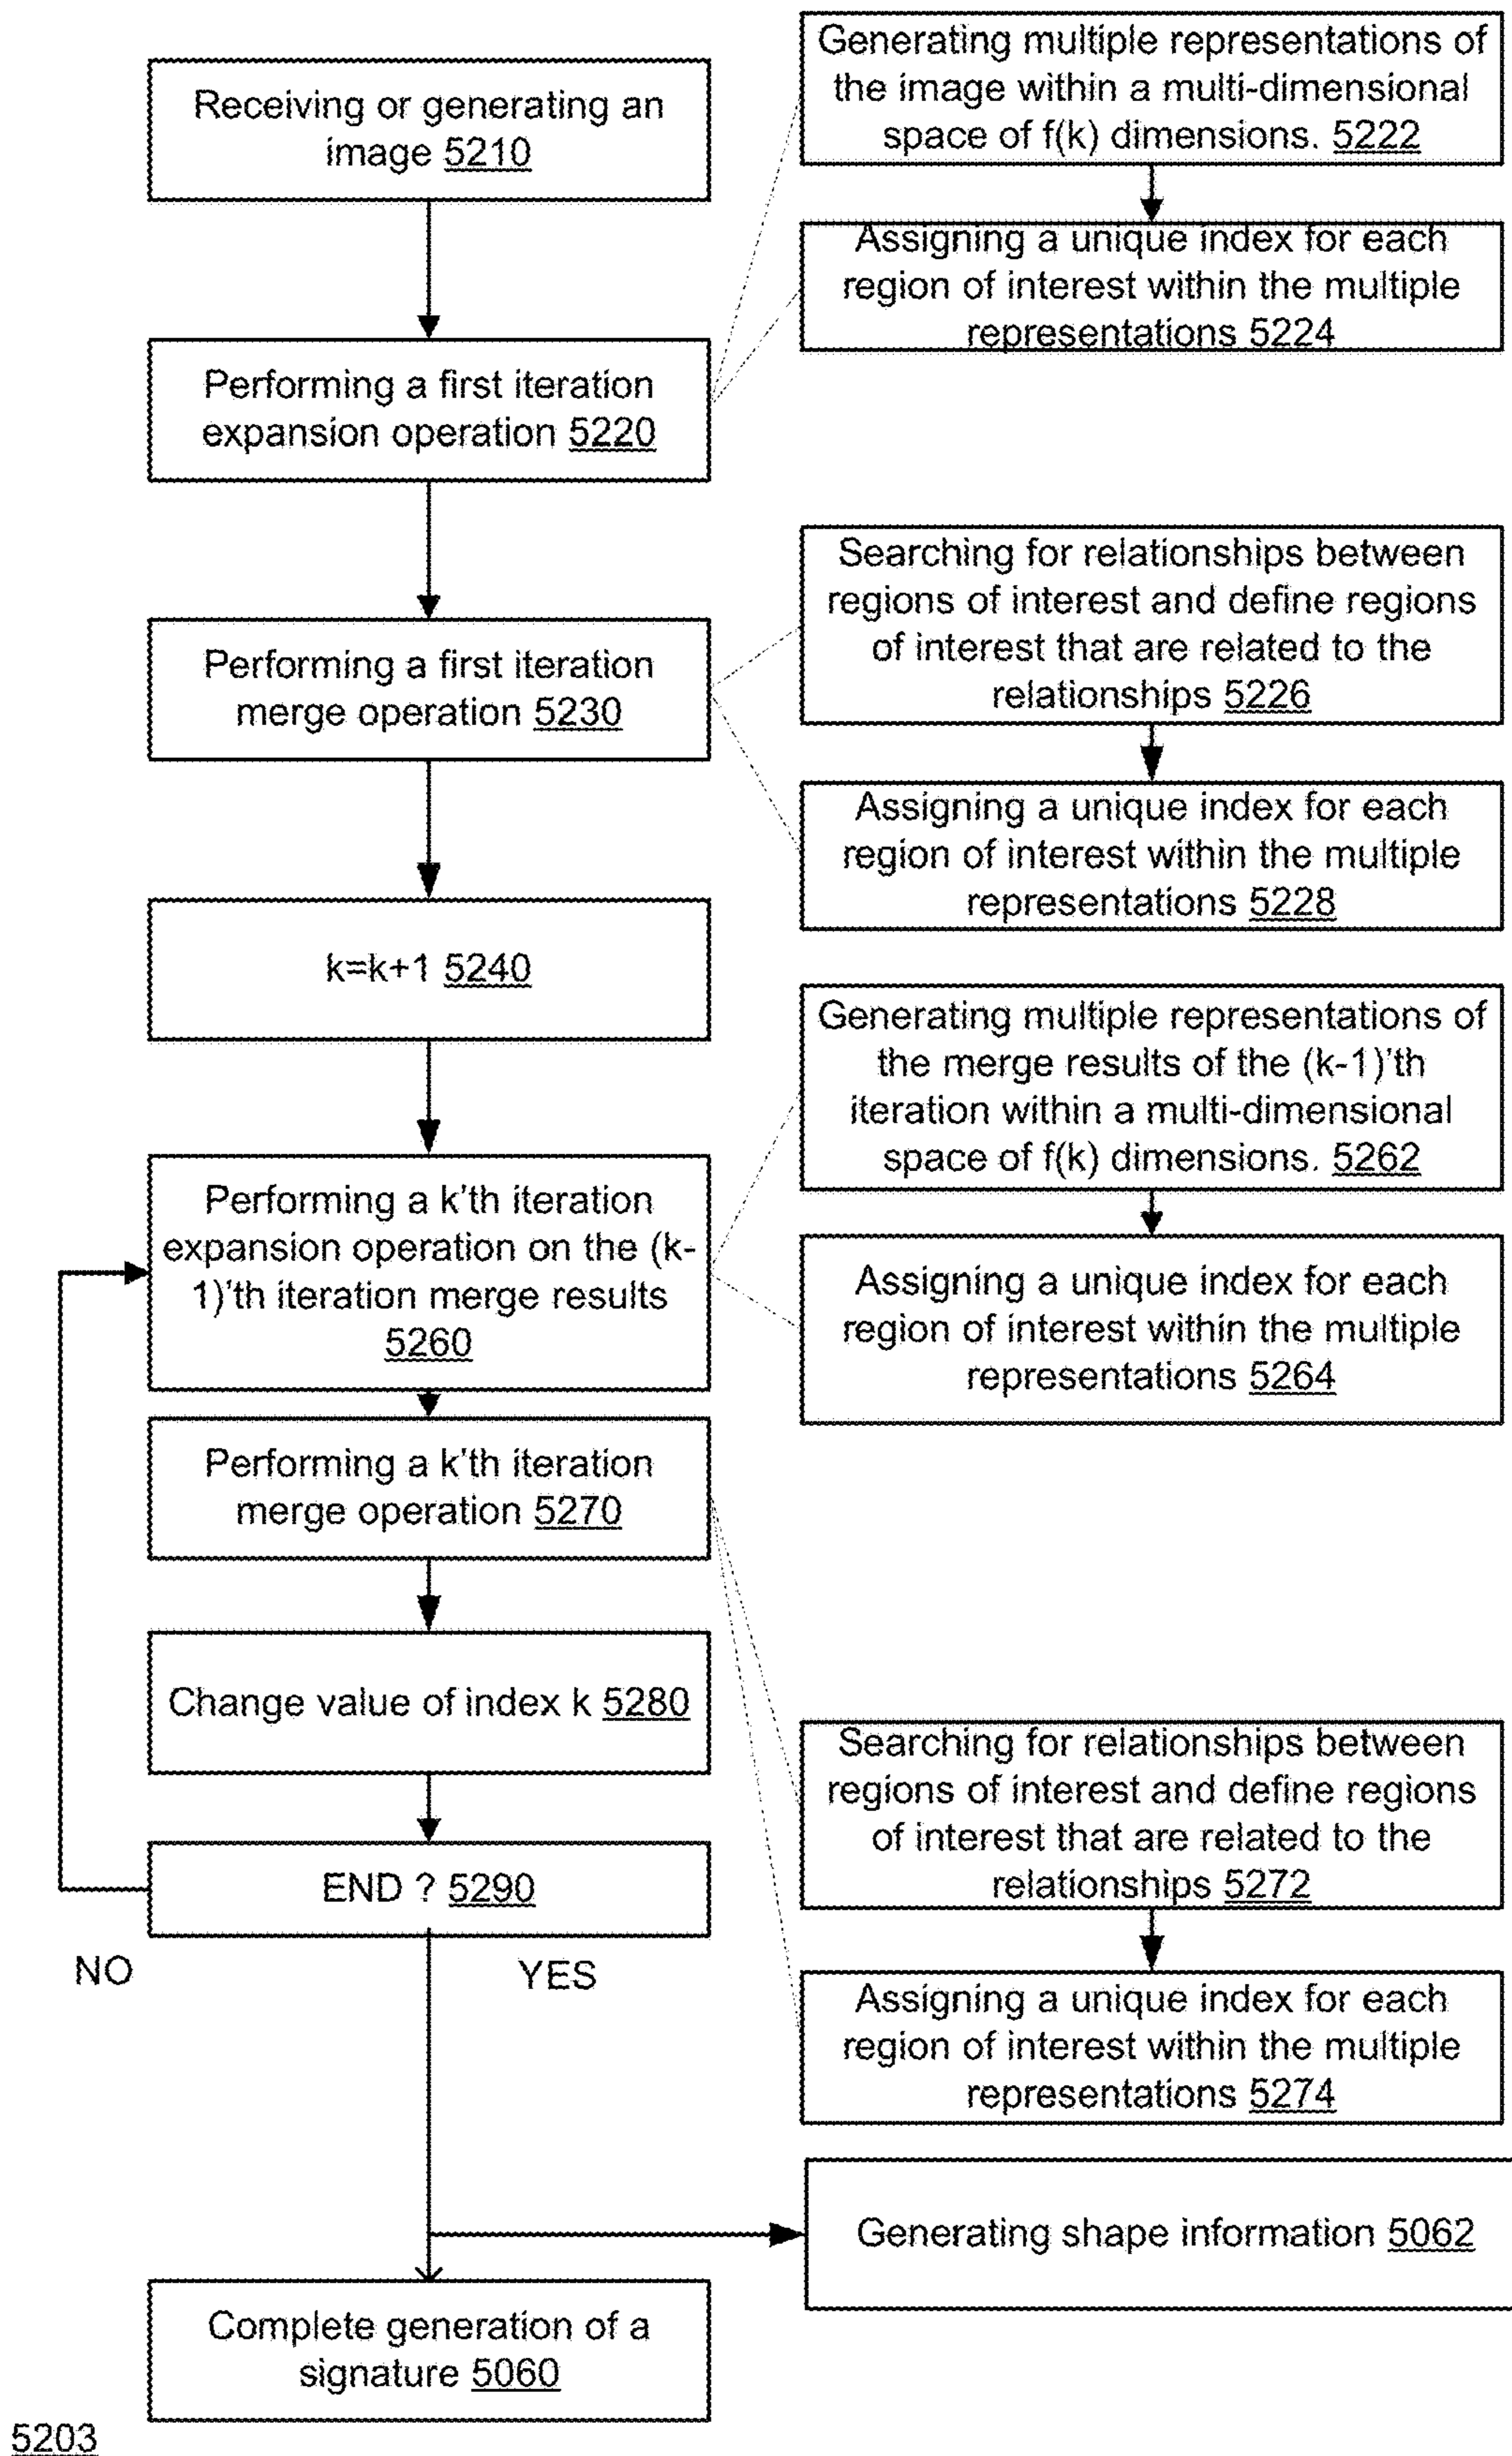 Receiving or generating an
image 5210
Generating multiple representations of
the image within a multi-dimensional
space of f(k) dimensions. 5222
Assigning a unique index for each
region of interest within the multiple
representations 5224
Performing a first iteration
expansion operation 5220
Searching for relationships between
regions of interest and define regions
of interest that are related to the
relationships 5226
Performing a first iteration
merge operation 5230
Assigning a unique index for each
region of interest within the multiple
representations 5228
k=k+1 5240
Generating multiple representations of
the merge results of the (k-1)'th
iteration within a multi-dimensional
space of f(k) dimensions. 5262
Performing a k'th iteration
expansion operation on the (k-
1)'th iteration merge results
5260
Assigning a unique index for each
region of interest within the multiple
representations 5264
Performing a k'th iteration
merge operation 5270
Change value of index k 5280
Searching for relationships between
regions of interest and define regions
of interest that are related to the
relationships 5272
END ? 5290
NO
YES
Assigning a unique index for each
region of interest within the multiple
representations 5274
Generating shape information 5062
Complete generation of a
signature 5060
5203